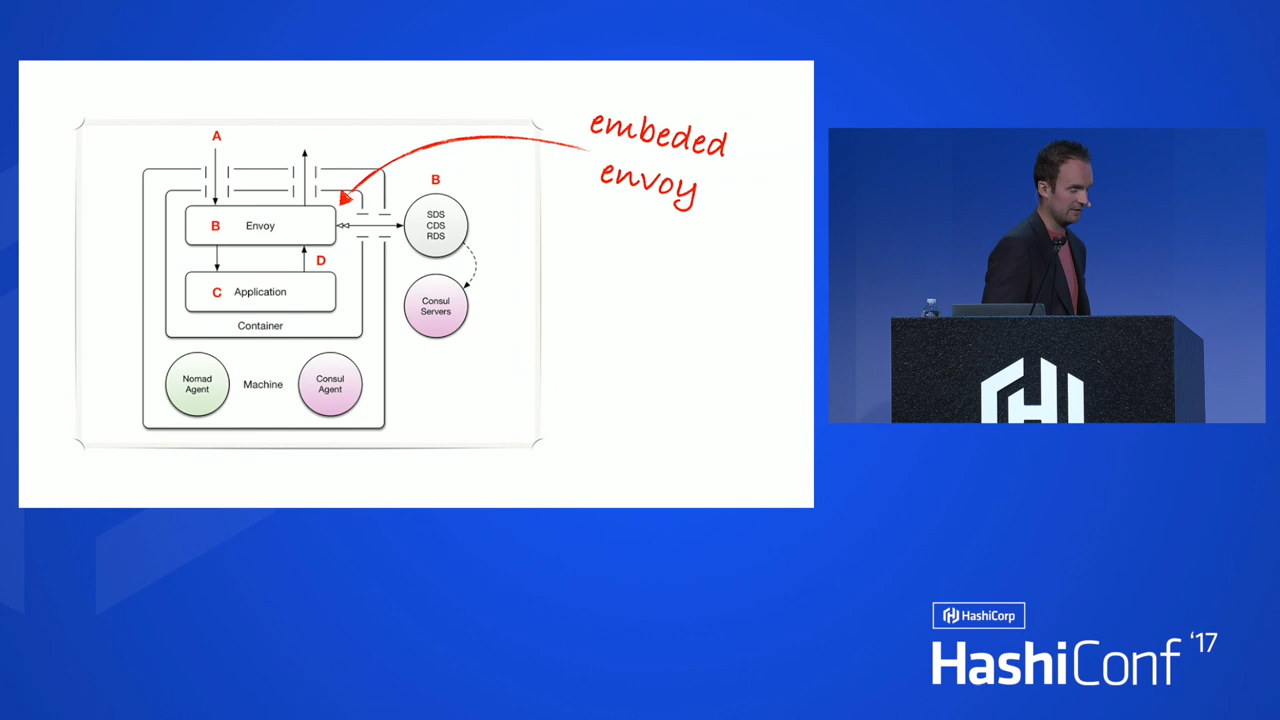 embeded
envoy
A
B
B
Envoy
SDS
CDS
RDS
D
C
Application
Container
Consul
Servers
Nomad
Agent
Machine
Consul
Agent
HashiCorp
HashiConf '17